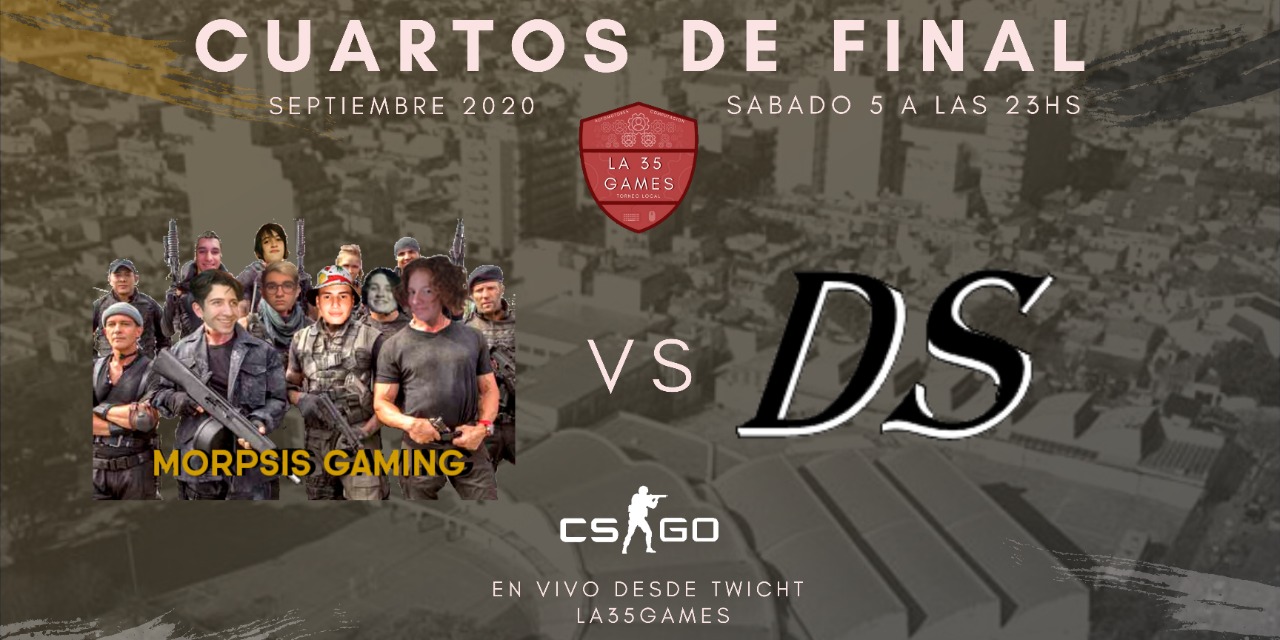 CUARTOS DE FINAL
SEPTIEMBRE 2020
SABADO 5 A LAS 23HS
LA 35
GAMES
TORNEO LOCAL
VS
DS
MORPSIS GAMING
CS GO
EN VIVO DESDE TWICHT
LA35GAMES